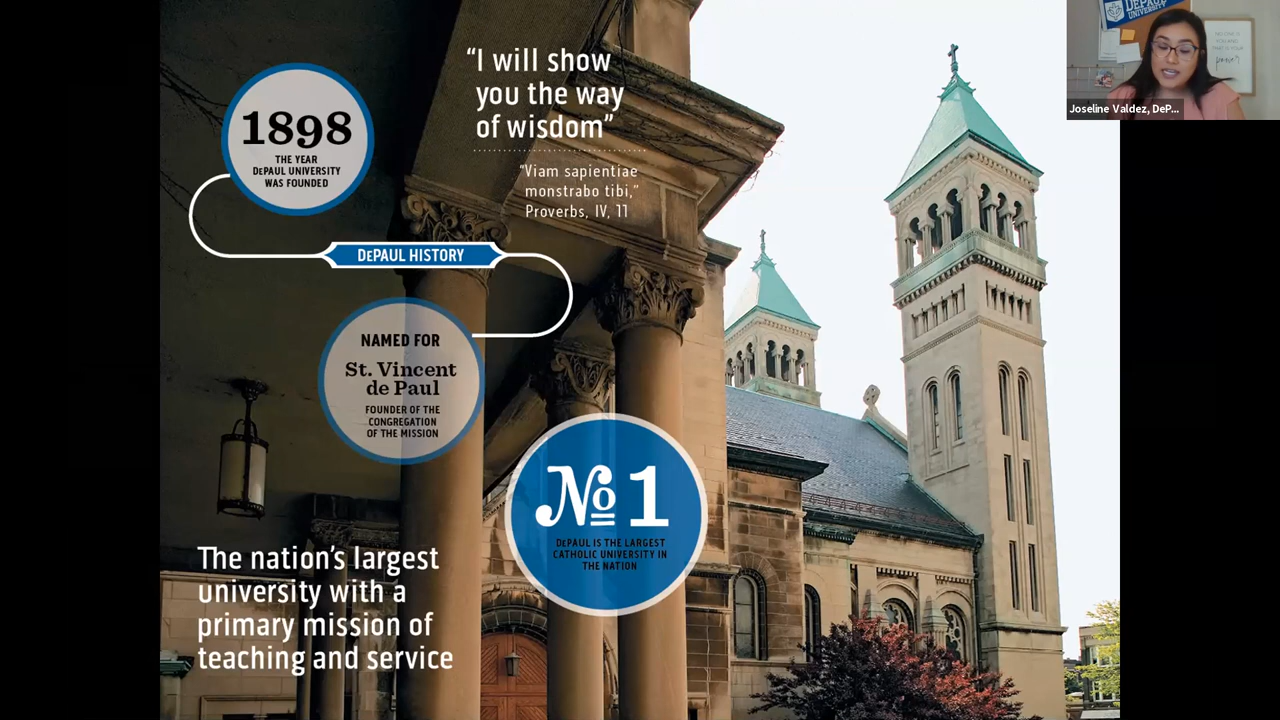 1898
THE YEAR
DEPAUL UNIVERSITY
WAS FOUNDED
“I will show
you the way
of wisdom”
“Viam sapientiae
monstrabo tibi,”
Proverbs, IV, 11
DEPAUL HISTORY
NAMED FOR
St. Vincent
de Paul
FOUNDER OF THE
CONGREGATION
OF THE MISSION
No 1
DEPAUL IS THE LARGEST
CATHOLIC UNIVERSITY IN
THE NATION
The nation’s largest
university with a
primary mission of
teaching and service
DEPAUL
UNIVERSITY
Joseline Valdez, DeP...